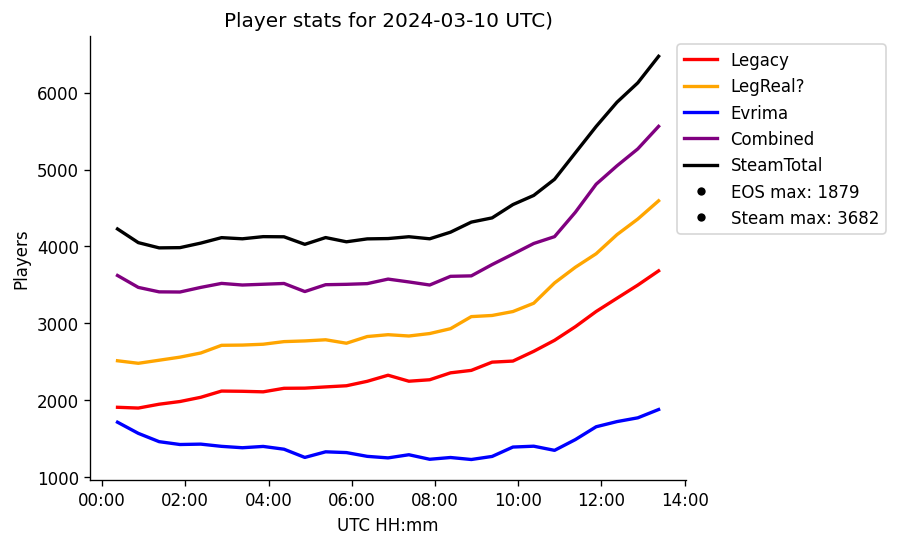 Player stats for 2024-03-10 UTC)
Players
6000
5000
4000
3000
2000
1000
00:00 02:00 04:00 06:00 08:00 10:00 12:00 14:00
UTC HH:mm
Legacy
LegReal?
Evrima
Combined
SteamTotal
EOS max: 1879
Steam max: 3682